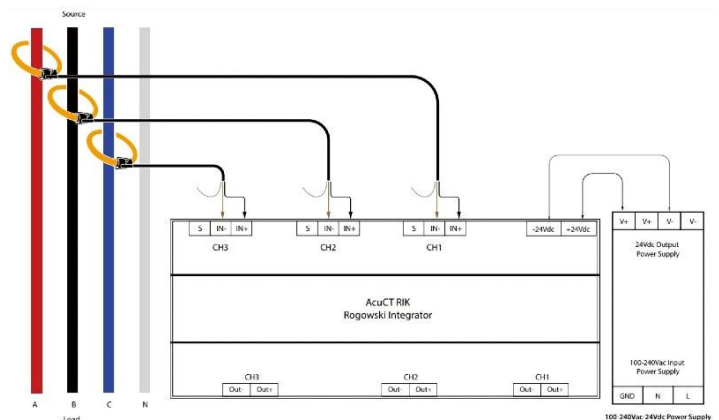 Source
S IN- IN+
CH3
S IN- IN+
CH2
S IN- IN+
CH1
-24Vdc +24Vdc
V+ V+ V- V-
24Vdc Output
Power Supply
AcuCT RIK
Rogowski Integrator
100-240Vac Input
Power Supply
CH3
Out- Out+
CH2
Out- Out+
CH1
Out- Out+
GND N L
A B C N
Load
100-240Vac-24Vdc Power Supply